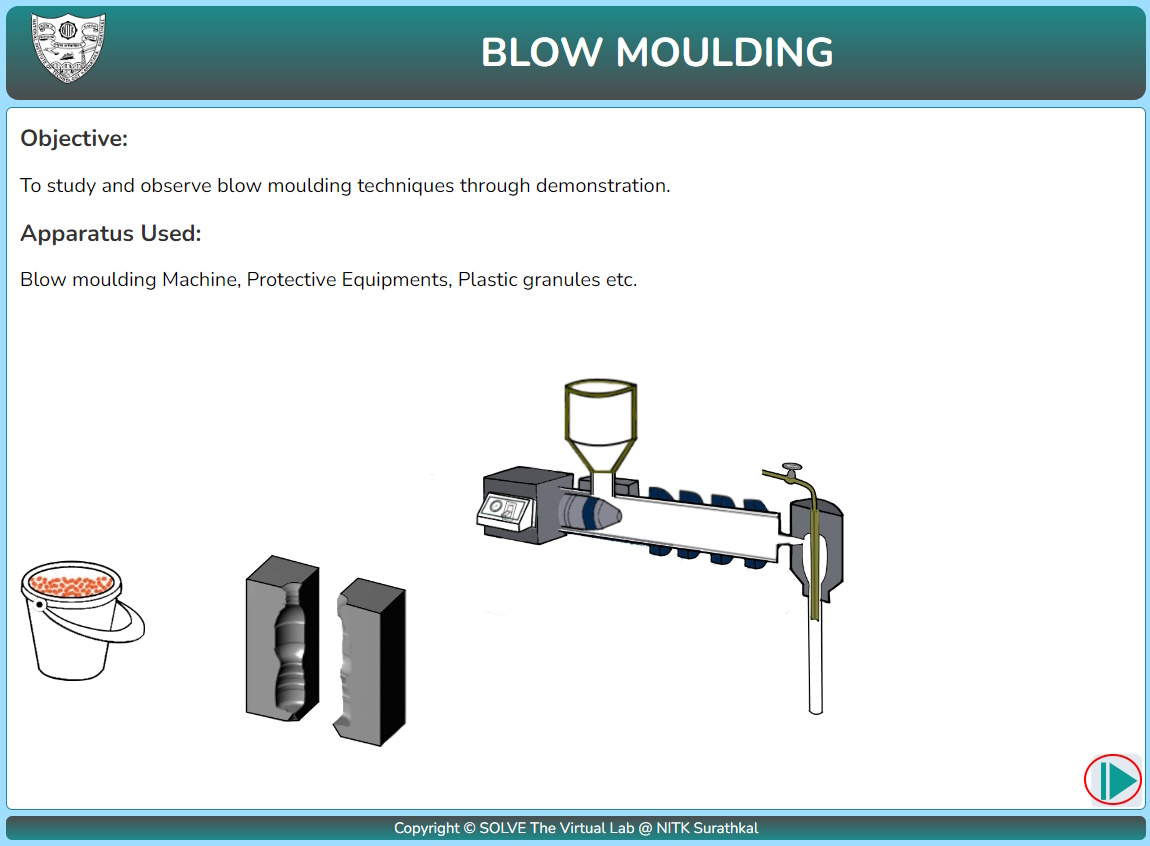 BLOW MOULDING
Objective:
To study and observe blow moulding techniques through demonstration.
Apparatus Used:
Blow moulding Machine, Protective Equipments, Plastic granules etc.
Copyright © SOLVE The Virtual Lab @ NITK Surathkal